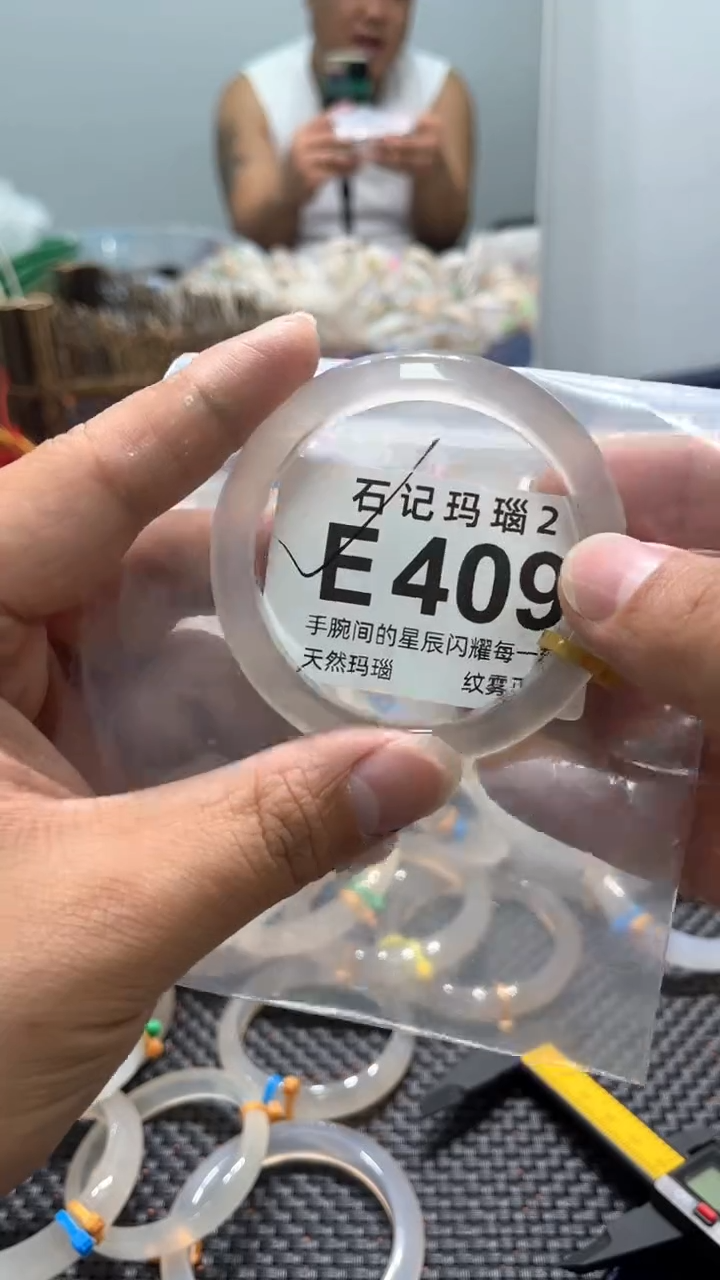 石记玛瑙2
E409
手腕间的星辰闪耀每一
天然玛瑙 纹雾